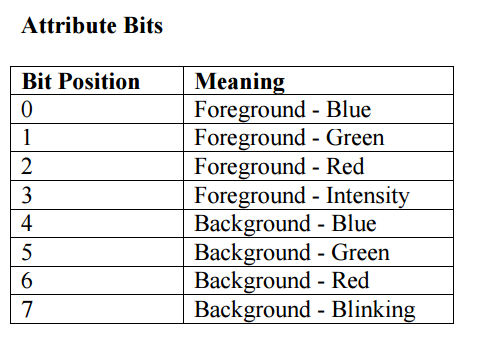 Attribute Bits
Bit Position Meaning
0 Foreground - Blue
1 Foreground - Green
2 Foreground - Red
3 Foreground - Intensity
4 Background - Blue
5 Background - Green
6 Background - Red
7 Background - Blinking